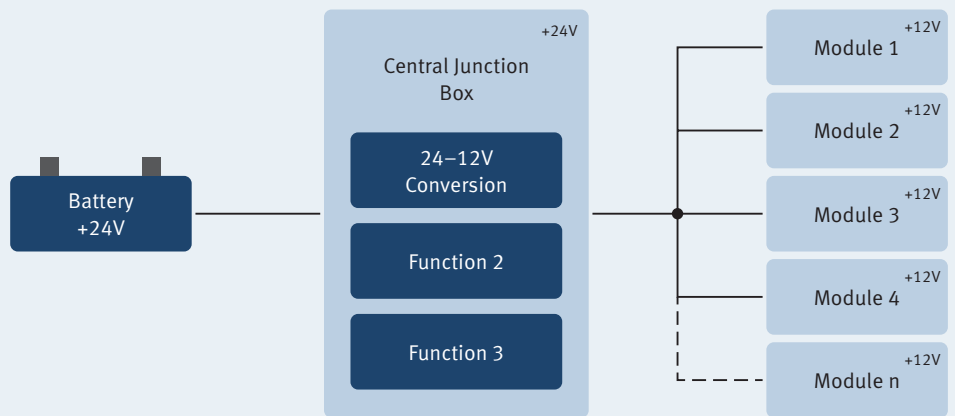 Battery
+24V
+24V
Central Junction
Box
24–12V
Conversion
Function 2
Function 3
+12V
Module 1
+12V
Module 2
+12V
Module 3
+12V
Module 4
+12V
Module n